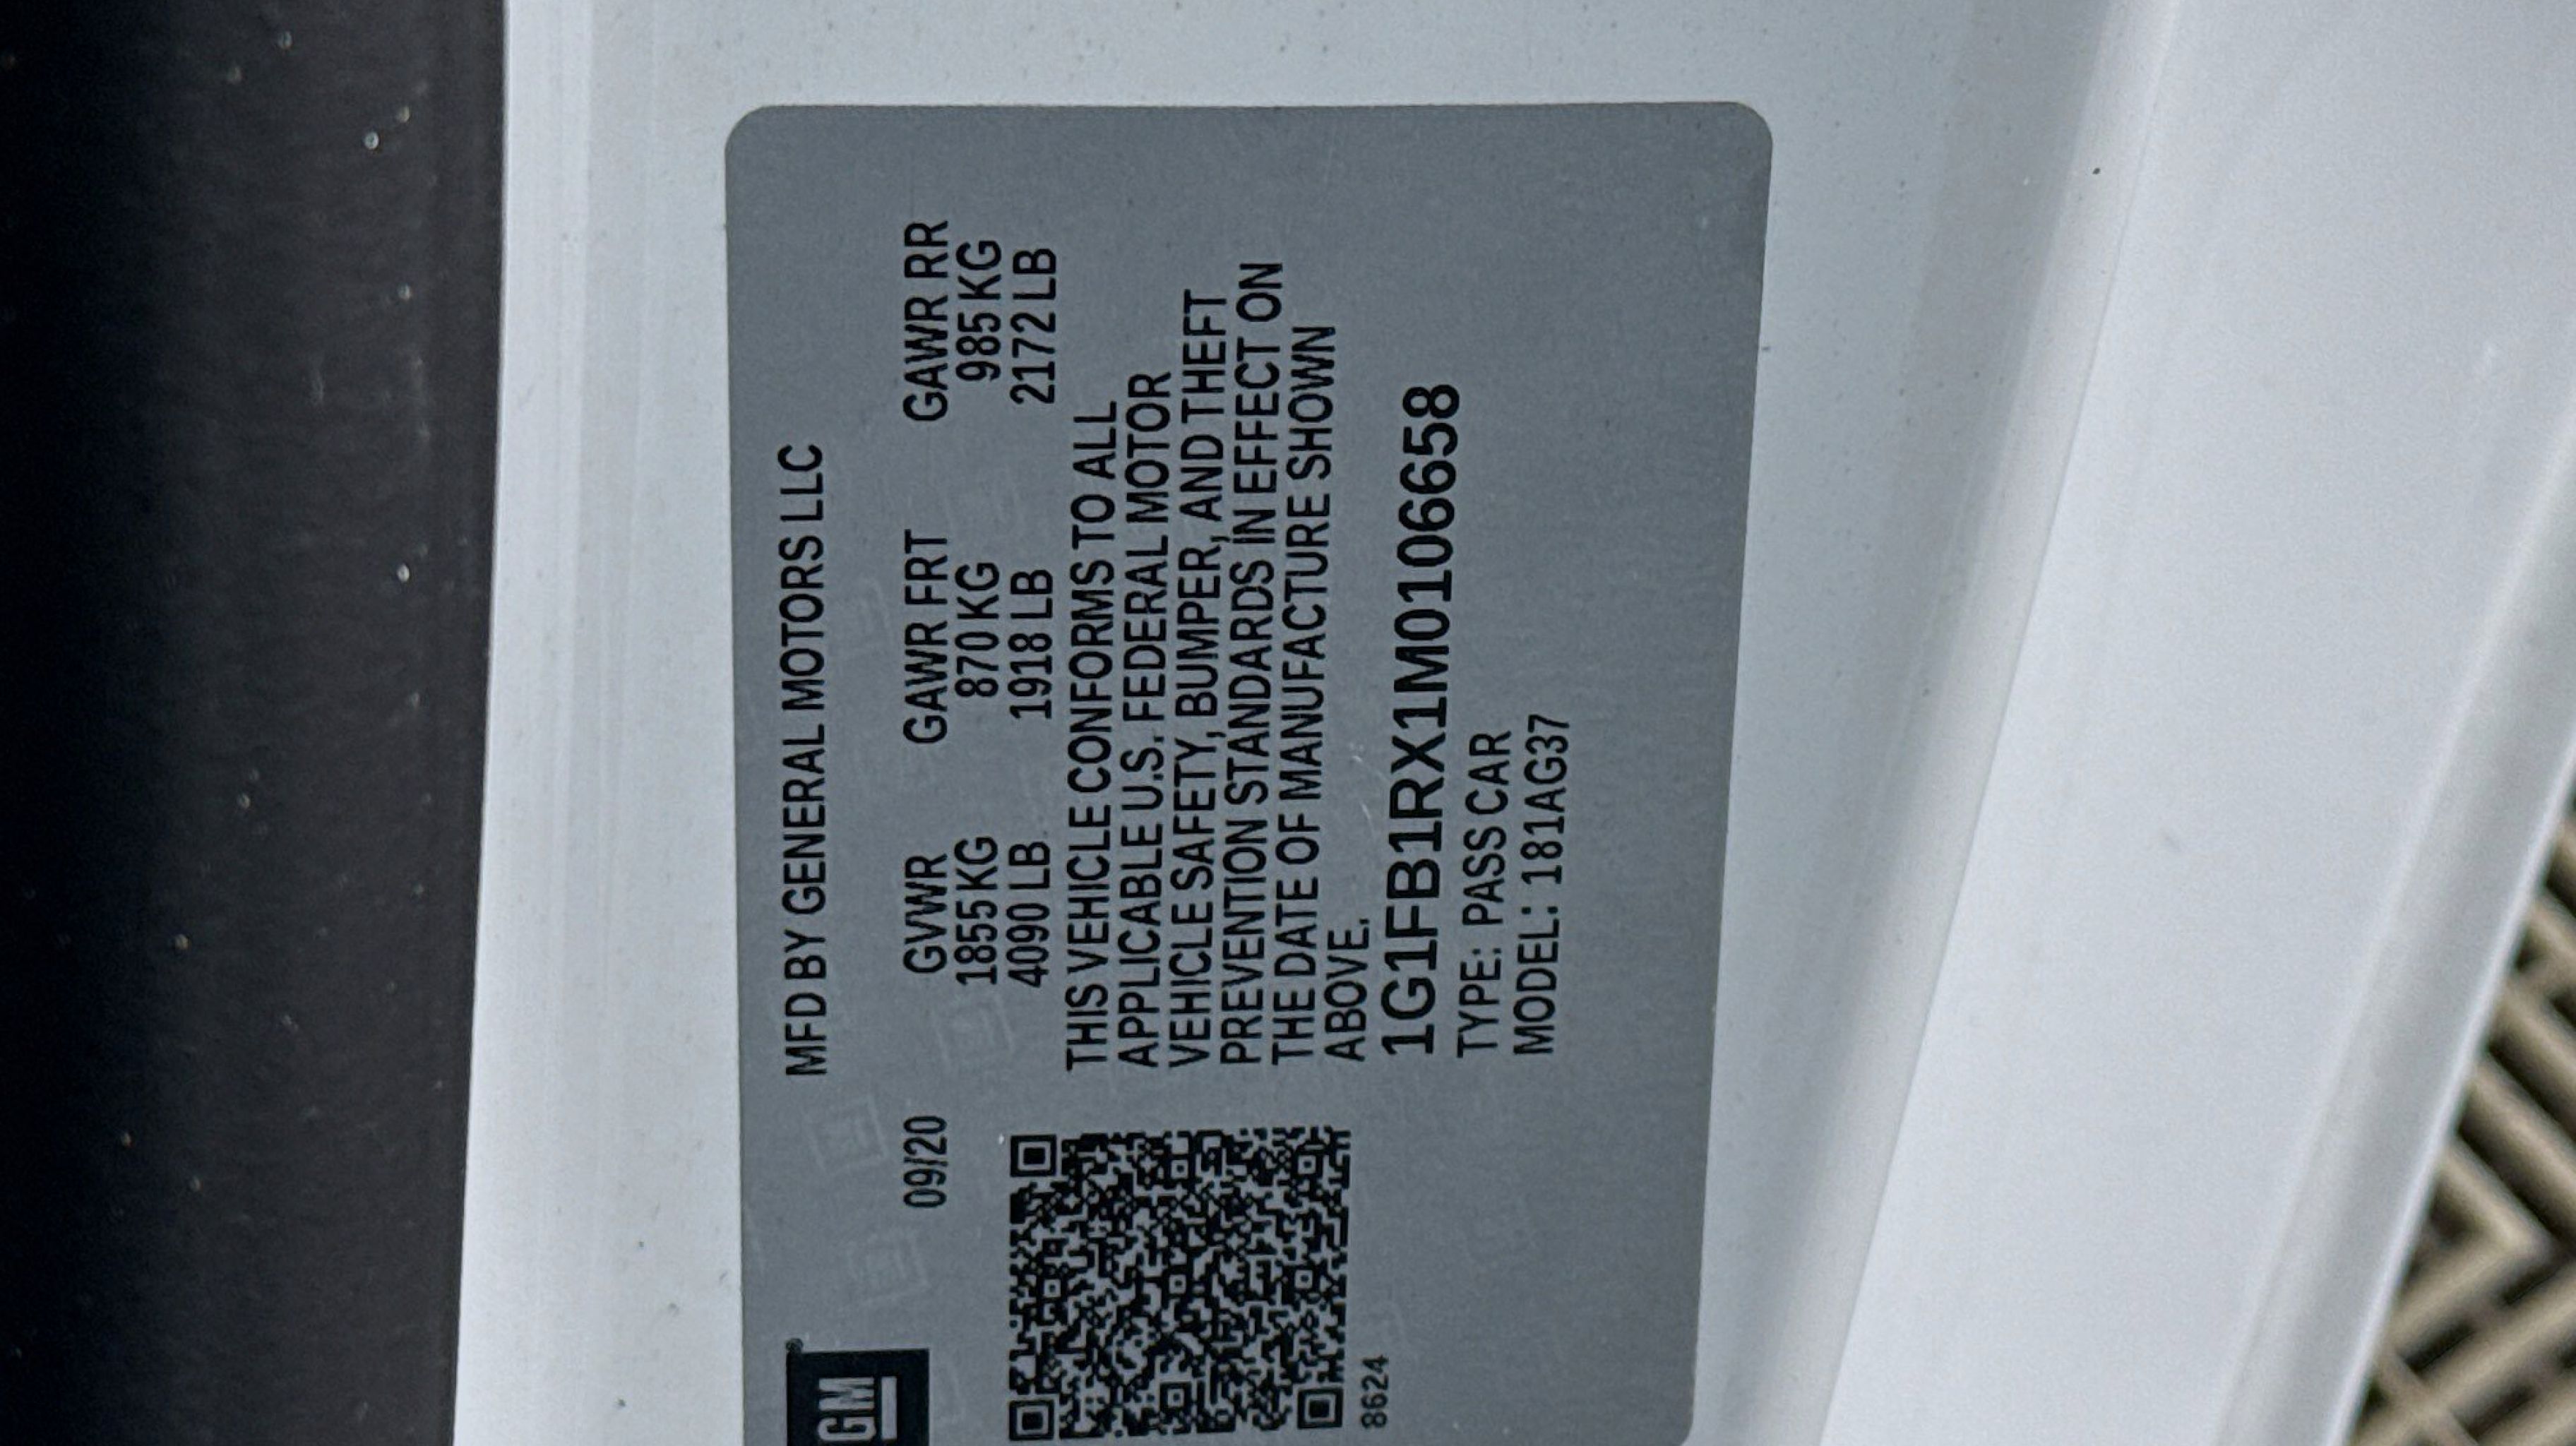 GM
MFD BY GENERAL MOTORS LLC
09/20 GVWR GAWR FRT GAWR RR
1855 KG 870 KG 985 KG
4090 LB 1918 LB 2172 LB
THIS VEHICLE CONFORMS TO ALL
APPLICABLE U.S. FEDERAL MOTOR
VEHICLE SAFETY, BUMPER, AND THEFT
PREVENTION STANDARDS IN EFFECT ON
THE DATE OF MANUFACTURE SHOWN
ABOVE.
1G1FB1RX1M0106658
TYPE: PASS CAR
MODEL: 181AG37
8624